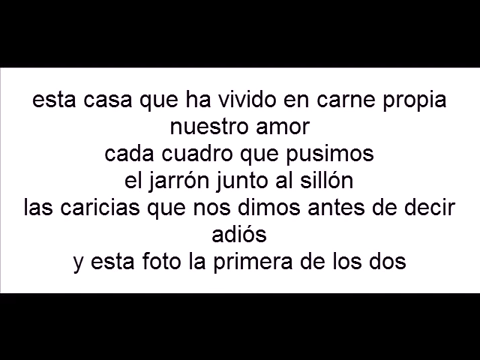 esta casa que ha vivido en carne propia
nuestro amor
cada cuadro que pusimos
el jarrón junto al sillón
las caricias que nos dimos antes de decir
adiós
y esta foto la primera de los dos